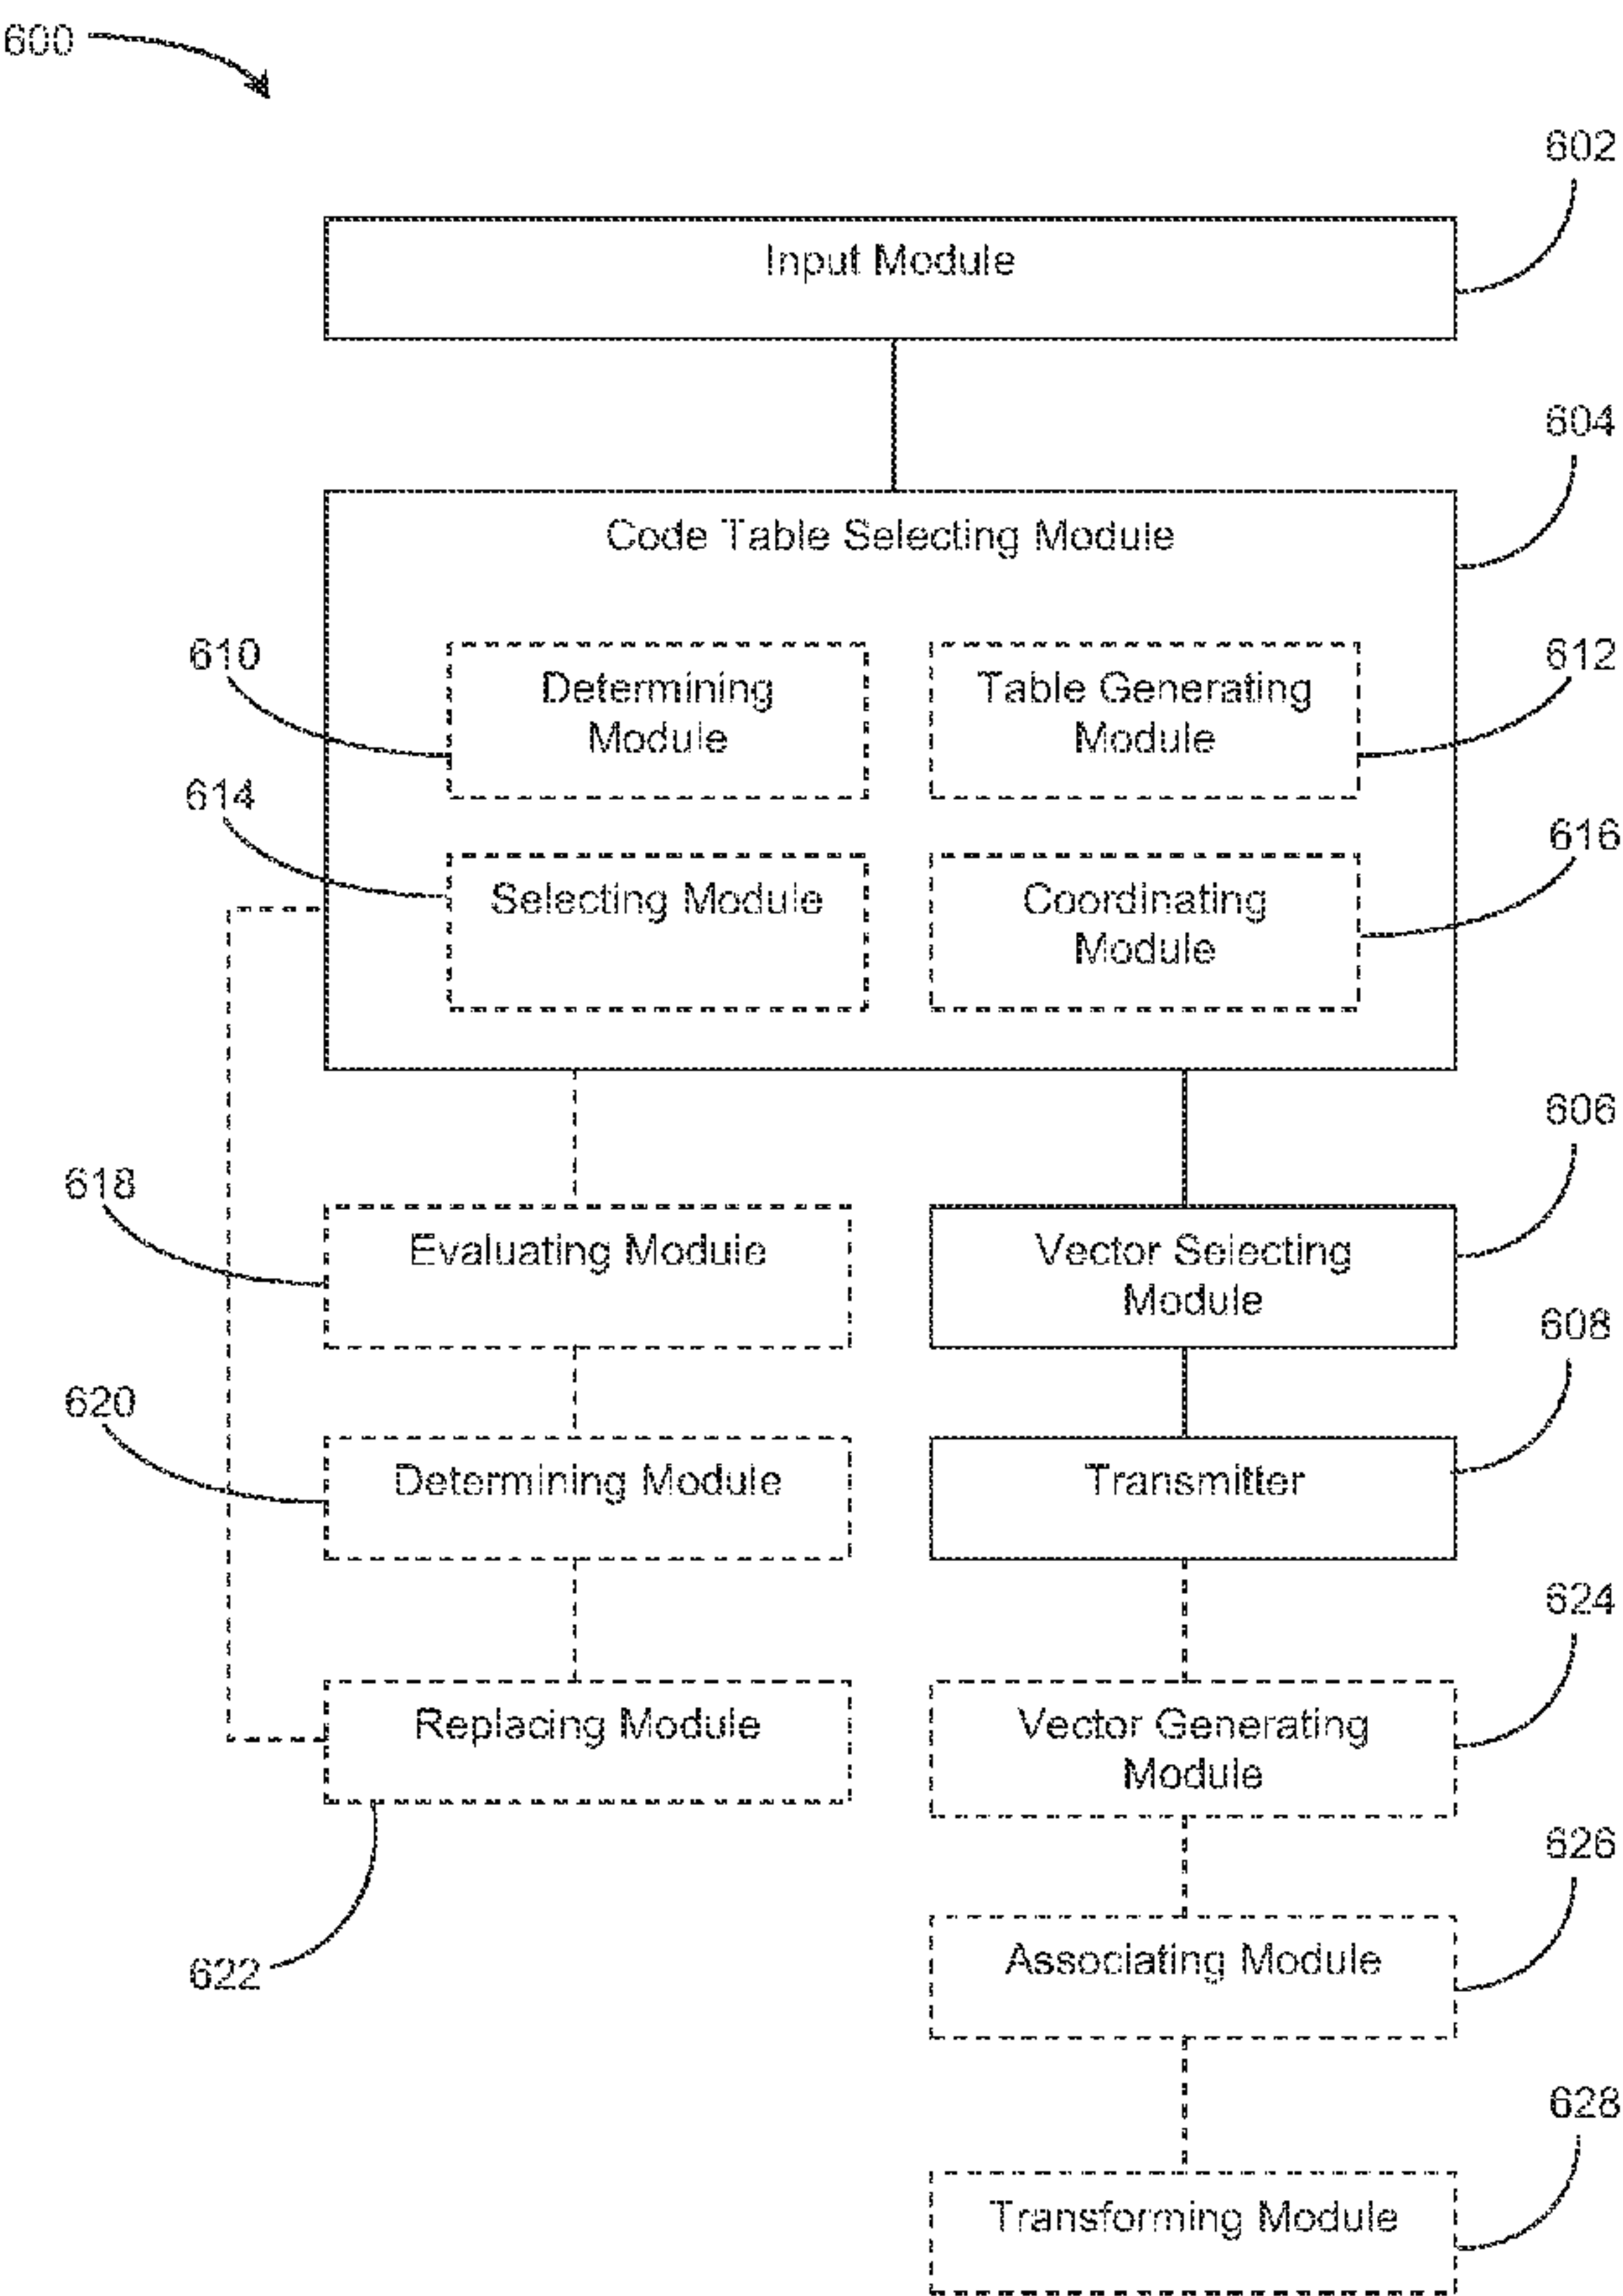 600
602
Input Module
604
Code Table Selecting Module
610
Determining
Module
Table Generating
Module
612
614
Selecting Module
Coordinating
Module
616
606
618
Evaluating Module
Vector Selecting
Module
608
620
Determining Module
Transmitter
624
Replacing Module
Vector Generating
Module
626
622
Associating Module
628
Transforming Module